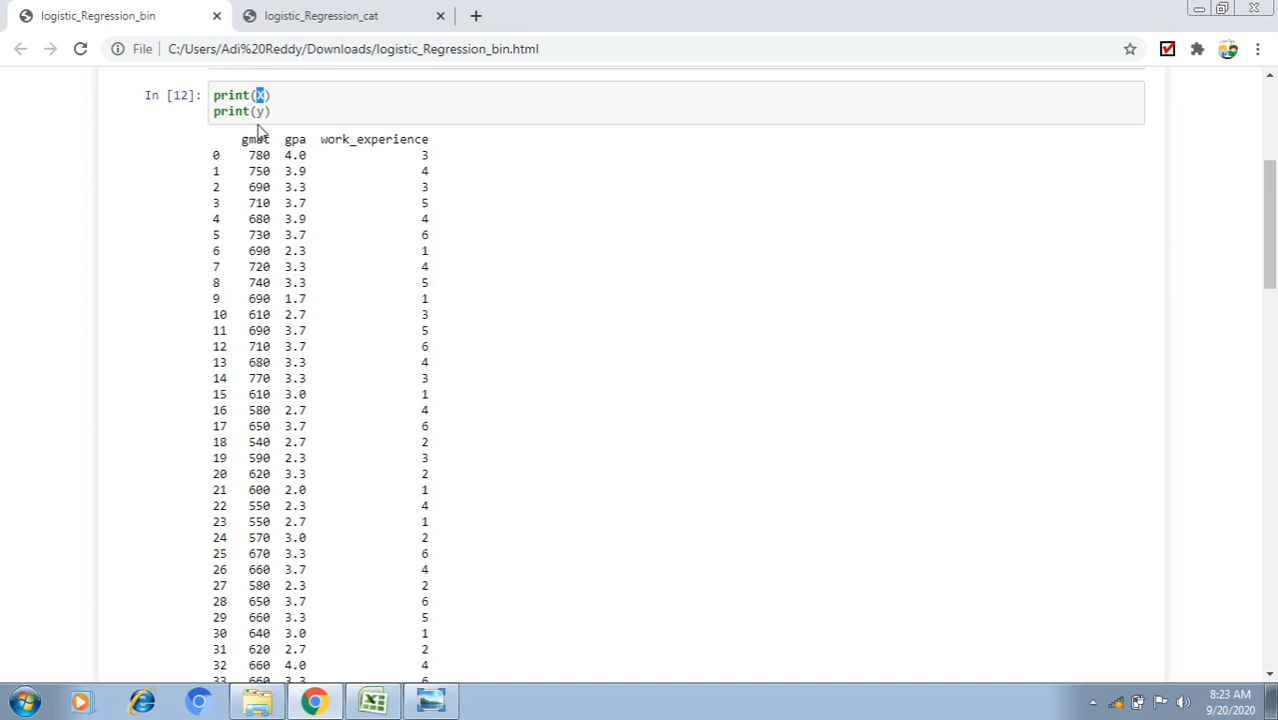 logistic_Regression_bin
logistic_Regression_cat
File C:/Users/Adi%20Reddy/Downloads/logistic_Regression_bin.html
In [12]: print(X)
print(y)
gmat gpa work_experience
0 780 4.0 3
1 750 3.9 4
2 690 3.3 3
3 710 3.7 5
4 680 3.9 4
5 730 3.7 6
6 690 2.3 1
7 720 3.3 4
8 740 3.3 5
9 690 1.7 1
10 610 2.7 3
11 690 3.7 5
12 710 3.7 6
13 680 3.3 4
14 770 3.3 3
15 610 3.0 1
16 580 2.7 4
17 650 3.7 6
18 540 2.7 2
19 590 2.3 3
20 620 3.3 2
21 600 2.0 1
22 550 2.3 4
23 550 2.7 1
24 570 3.0 2
25 670 3.3 6
26 660 3.7 4
27 580 2.3 2
28 650 3.7 6
29 660 3.3 5
30 640 3.0 1
31 620 2.7 2
32 660 4.0 4
33 660 3.3 6
8:23 AM
9/20/2020